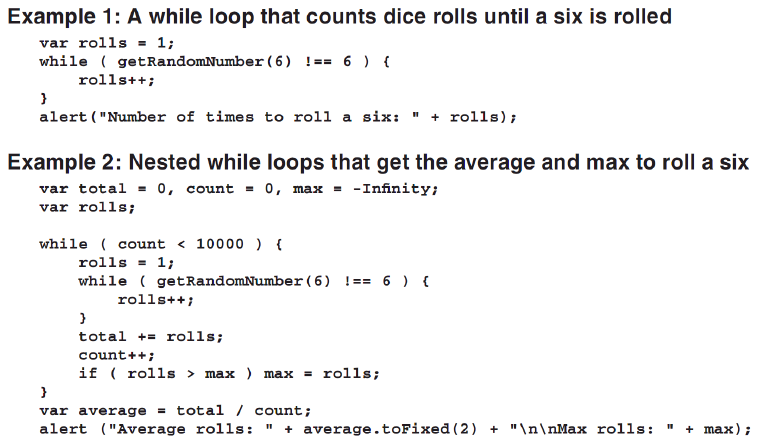 Example 1: A while loop that counts dice rolls until a six is rolled
var rolls = 1;
while ( getRandomNumber(6) !== 6 ) {
    rolls++;
}
alert("Number of times to roll a six: " + rolls);
Example 2: Nested while loops that get the average and max to roll a six
var total = 0, count = 0, max = -Infinity;
var rolls;
while ( count < 10000 ) {
    rolls = 1;
    while ( getRandomNumber(6) !== 6 ) {
        rolls++;
    }
    total += rolls;
    count++;
    if ( rolls > max ) max = rolls;
}
var average = total / count;
alert ("Average rolls: " + average.toFixed(2) + "\n\nMax rolls: " + max);